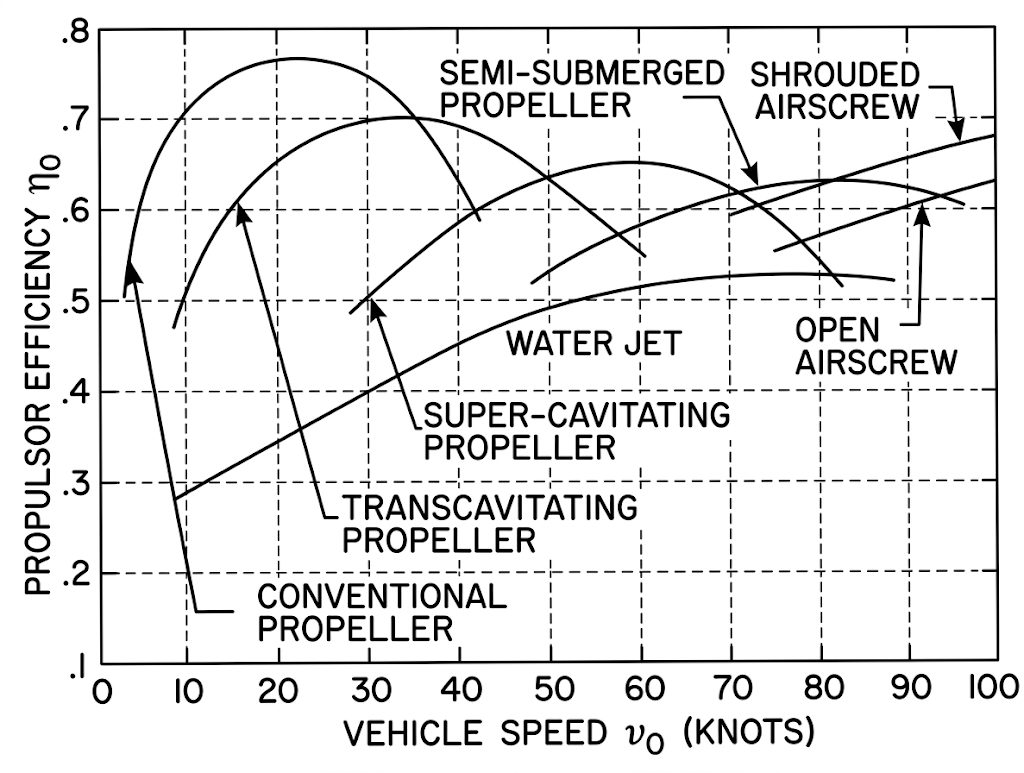 .8
.7
.6
.5
.4
.3
.2
.1
PROPULSOR EFFICIENCY η0
SEMI-SUBMERGED
PROPELLER
SHROUDED
AIRSCREW
WATER JET
OPEN
AIRSCREW
SUPER-CAVITATING
PROPELLER
TRANSCAVITATING
PROPELLER
CONVENTIONAL
PROPELLER
0 10 20 30 40 50 60 70 80 90 100
VEHICLE SPEED υ0 (KNOTS)